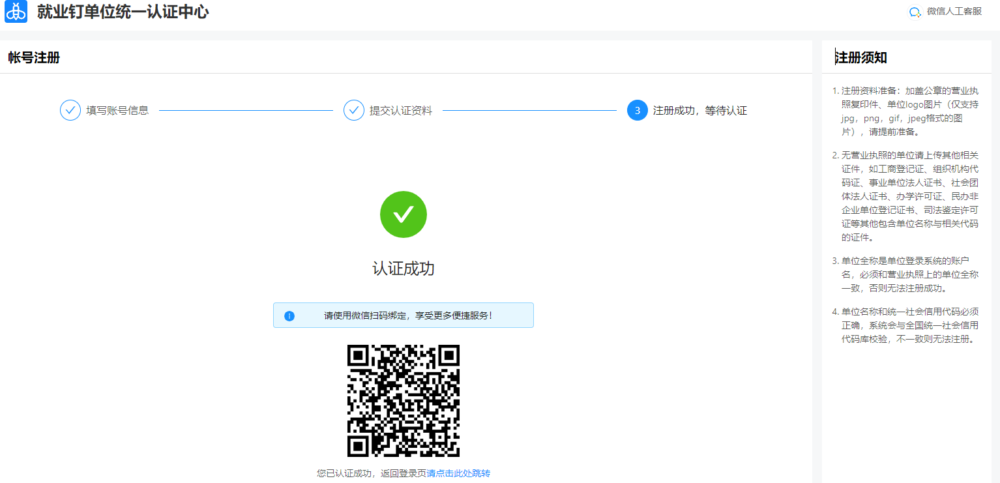 就业钉单位统一认证中心
微信人工客服
帐号注册
填写账号信息
提交认证资料
3 注册成功，等待认证
认证成功
请使用微信扫码绑定，享受更多便捷服务！
您已认证成功，返回登录页请点击此处跳转
注册须知
1. 注册资料准备：加盖公章的营业执
照复印件、单位logo图片（仅支持
jpg，png，gif，jpeg格式的图
片），请提前准备。
2. 无营业执照的单位请上传其他相关
证件，如工商登记证、组织机构代
码证、事业单位法人证书、社会团
体法人证书、办学许可证、民办非
企业单位登记证书、司法鉴定许可
证等其他包含单位名称与相关代码
的证件。
3. 单位全称是单位登录系统的账户
名，必须和营业执照上的单位全称
一致，否则无法注册成功。
4. 单位名称和统一社会信用代码必须
正确，系统会与全国统一社会信用
代码库校验，不一致则无法注册。